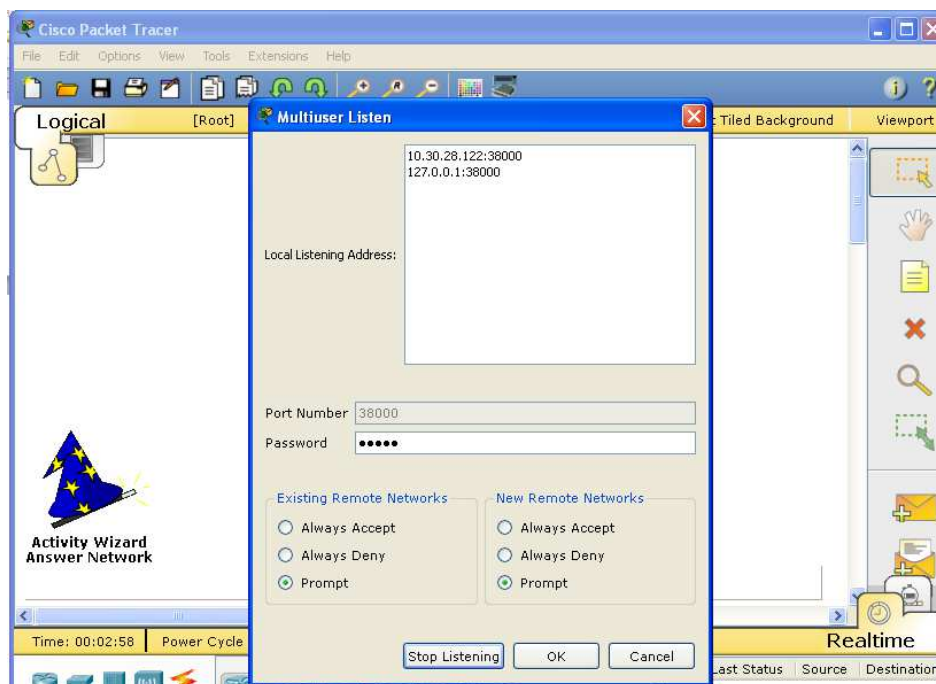 Cisco Packet Tracer
File Edit Options View Tools Extensions Help
Logical
[Root]
Tiled Background
Viewport
Multiuser Listen
10.30.28.122:38000
127.0.0.1:38000
Local Listening Address:
Port Number 38000
Password •••••
Existing Remote Networks
Always Accept
Always Deny
Prompt
New Remote Networks
Always Accept
Always Deny
Prompt
Activity Wizard
Answer Network
Time: 00:02:58 Power Cycle
Realtime
Stop Listening OK Cancel
Last Status Source Destination